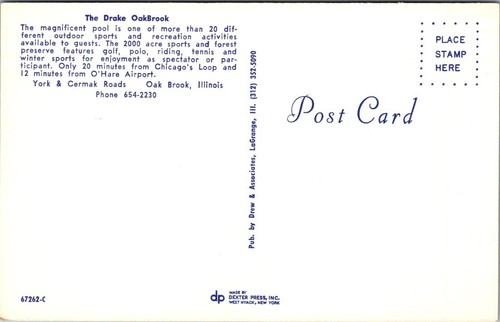 The Drake OakBrook
The magnificent pool is one of more than 20 dif-
ferent outdoor sports and recreation activities
available to guests. The 2000 acre sports and forest
preserve features golf, polo, riding, tennis and
winter sports for enjoyment as spectator or par-
ticipant. Only 20 minutes from Chicago's Loop and
12 minutes from O'Hare Airport.
York & Cermak Roads Oak Brook, Illinois
Phone 654-2230
67262-C
Pub. by Drew & Associates, LaGrange, Ill. (312) 352-5090
dp MADE BY
DEXTER PRESS, INC.
WEST NYACK, NEW YORK
PLACE
STAMP
HERE
Post Card